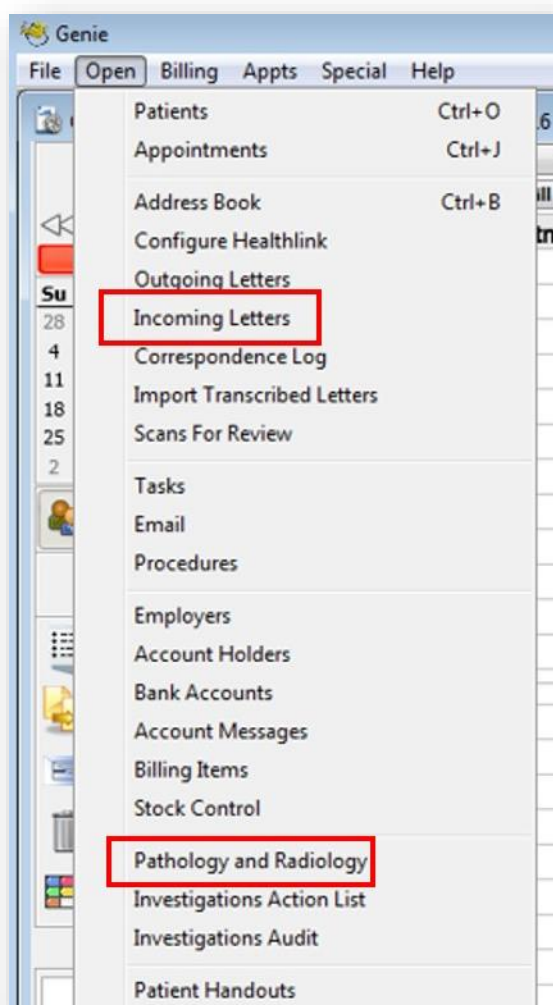 Genie
File Open Billing Appts Special Help
Patients Ctrl+O
Appointments Ctrl+J
Address Book Ctrl+B
Configure Healthlink
Outgoing Letters
Incoming Letters
Correspondence Log
Import Transcribed Letters
Scans For Review
Tasks
Email
Procedures
Employers
Account Holders
Bank Accounts
Account Messages
Billing Items
Stock Control
Pathology and Radiology
Investigations Action List
Investigations Audit
Patient Handouts
Su
28
4
11
18
25
2